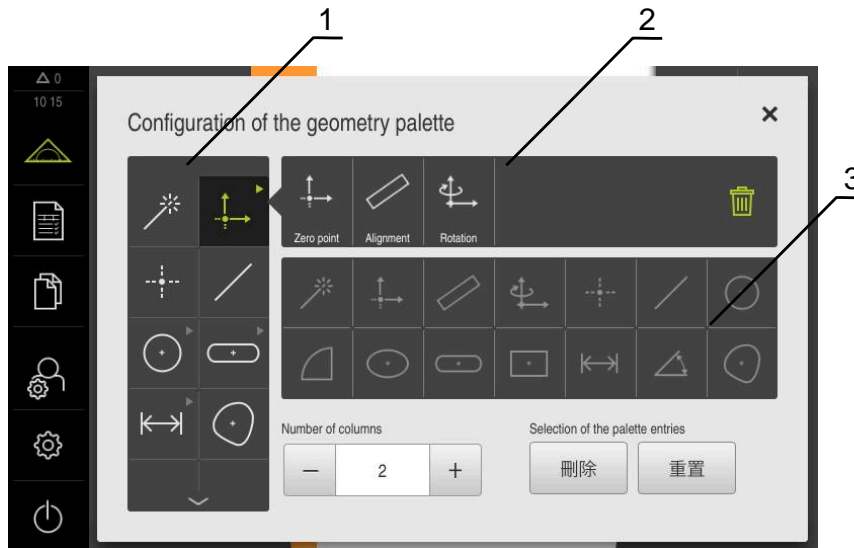 1
2
0
10 15
Configuration of the geometry palette
3
Zero point
Alignment
Rotation
Number of columns
Selection of the palette entries
2
刪除
重置